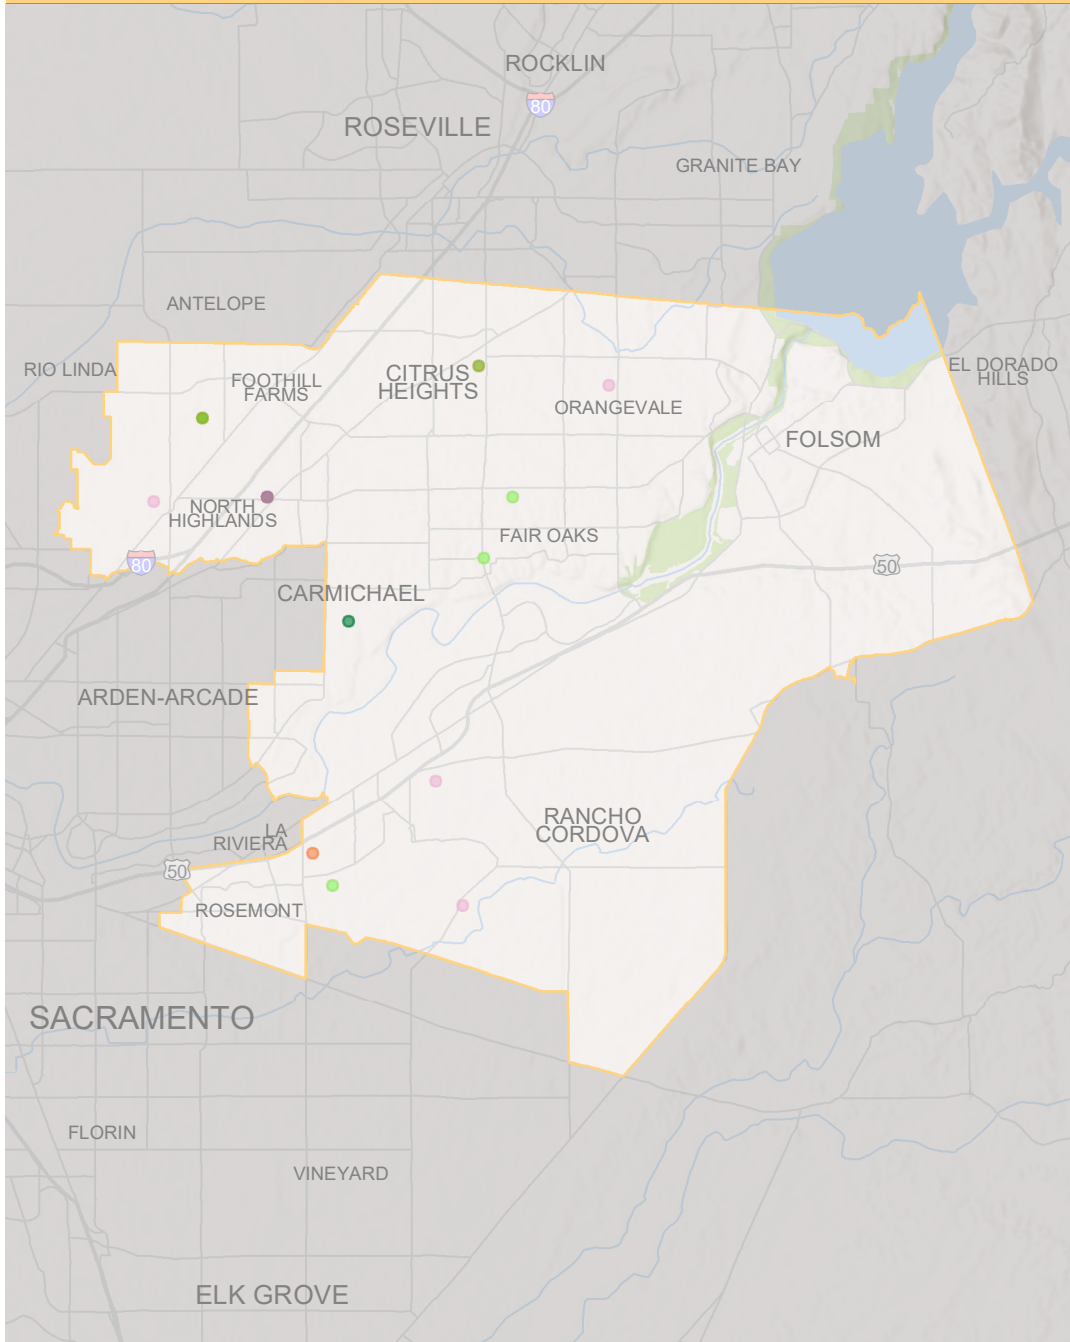 ROCKLIN
80
ROSEVILLE
GRANITE BAY
ANTELOPE
RIO LINDA
FOOTHILL
FARMS
CITRUS
HEIGHTS
EL DORADO
HILLS
ORANGEVALE
FOLSOM
NORTH
HIGHLANDS
FAIR OAKS
80
50
CARMICHAEL
ARDEN-ARCADE
RANCHO
CORDOVA
LA
RIVIERA
50
ROSEMONT
SACRAMENTO
FLORIN
VINEYARD
ELK GROVE